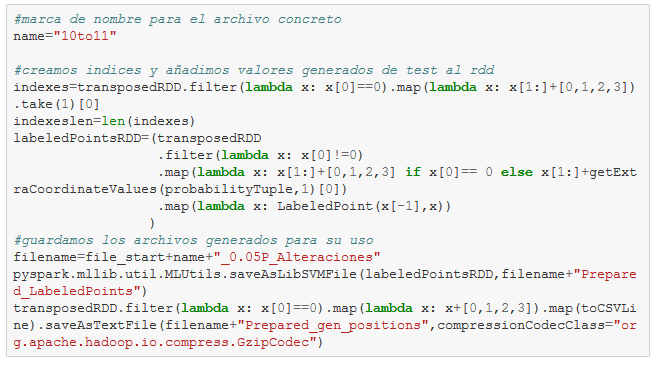 #marca de nombre para el archivo concreto
name="10to11"
#creamos indices y añadimos valores generados de test al rdd
indexes=transposedRDD.filter(lambda x: x[0]==0).map(lambda x: x[1:]+[0,1,2,3])
.take(1)[0]
indexeslen=len(indexes)
labeledPointsRDD=(transposedRDD
.filter(lambda x: x[0]!=0)
.map(lambda x: x[1:]+[0,1,2,3] if x[0]== 0 else x[1:]+getExt
raCoordinateValues(probabilityTuple,1)[0])
.map(lambda x: LabeledPoint(x[-1],x))
)
#guardamos los archivos generados para su uso
filename=file_start+name+"_0.05P_Alteraciones"
pyspark.mllib.util.MLUtils.saveAsLibSVMFile(labeledPointsRDD,filename+"Prepare
d_LabeledPoints")
transposedRDD.filter(lambda x: x[0]==0).map(lambda x: x+[0,1,2,3]).map(toCSVLi
ne).saveAsTextFile(filename+"Prepared_gen_positions",compressionCodecClass="or
g.apache.hadoop.io.compress.GzipCodec")